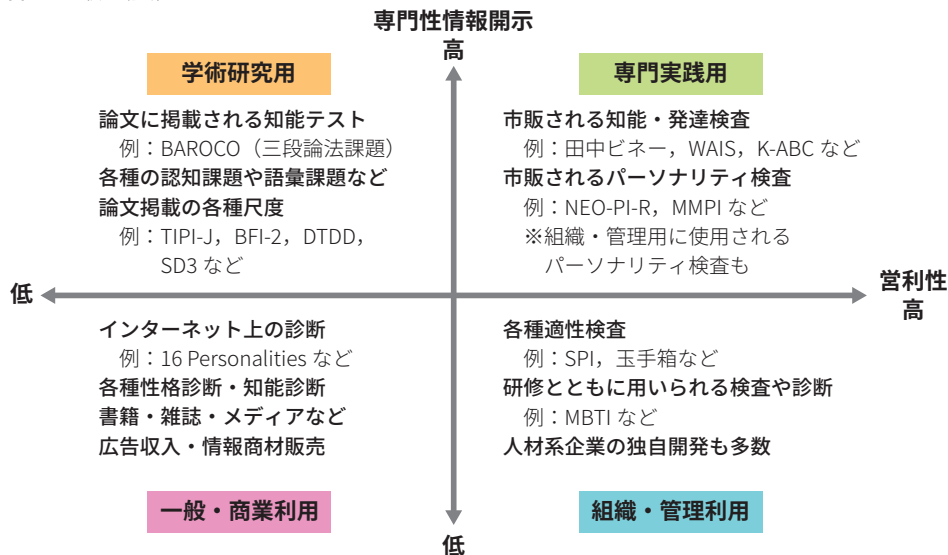 専門性情報開示
高
学術研究用
専門実践用
論文に掲載される知能テスト
例：BAROCO（三段論法課題）
各種の認知課題や語彙課題など
論文掲載の各種尺度
例：TIPI-J，BFI-2，DTDD，
SD3 など
市販される知能・発達検査
例：田中ビネー，WAIS，K-ABC など
市販されるパーソナリティ検査
例：NEO-PI-R，MMPI など
※組織・管理用に使用される
パーソナリティ検査も
低
営利性
高
インターネット上の診断
例：16 Personalities など
各種性格診断・知能診断
書籍・雑誌・メディアなど
広告収入・情報商材販売
各種適性検査
例：SPI，玉手箱など
研修とともに用いられる検査や診断
例：MBTI など
人材系企業の独自開発も多数
一般・商業利用
組織・管理利用
低